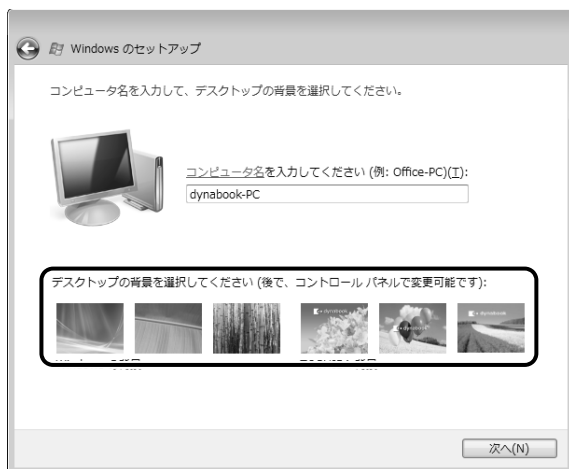 Windows のセットアップ
コンピュータ名を入力して、デスクトップの背景を選択してください。
コンピュータ名を入力してください (例: Office-PC)(T):
dynabook-PC
デスクトップの背景を選択してください (後で、コントロール パネルで変更可能です):
dynabook
dynabook
dynabook
次へ(N)